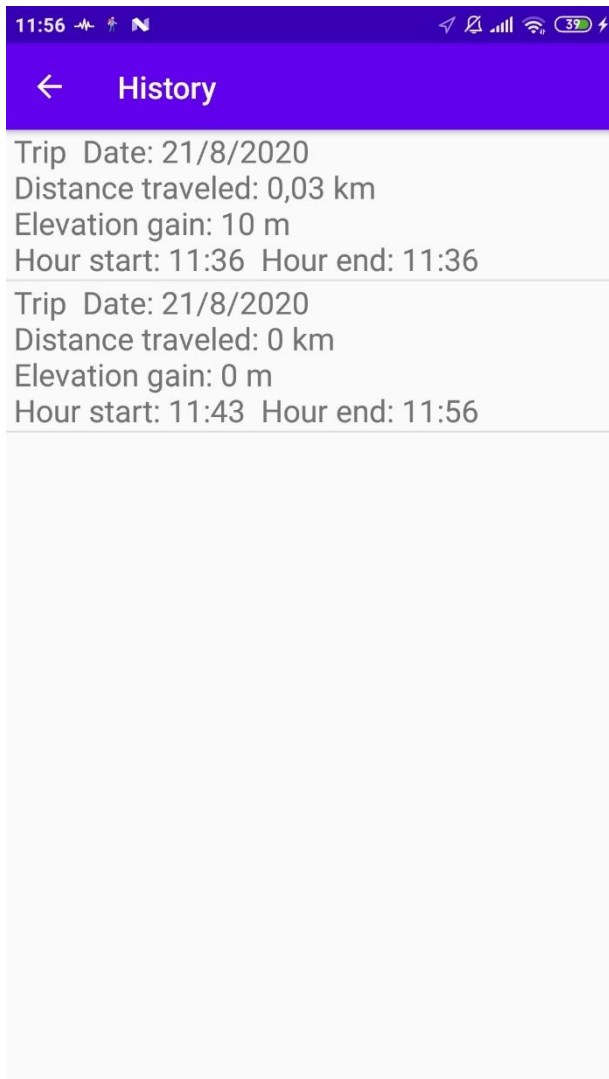 11:56
39
History
Trip Date: 21/8/2020
Distance traveled: 0,03 km
Elevation gain: 10 m
Hour start: 11:36 Hour end: 11:36
Trip Date: 21/8/2020
Distance traveled: 0 km
Elevation gain: 0 m
Hour start: 11:43 Hour end: 11:56